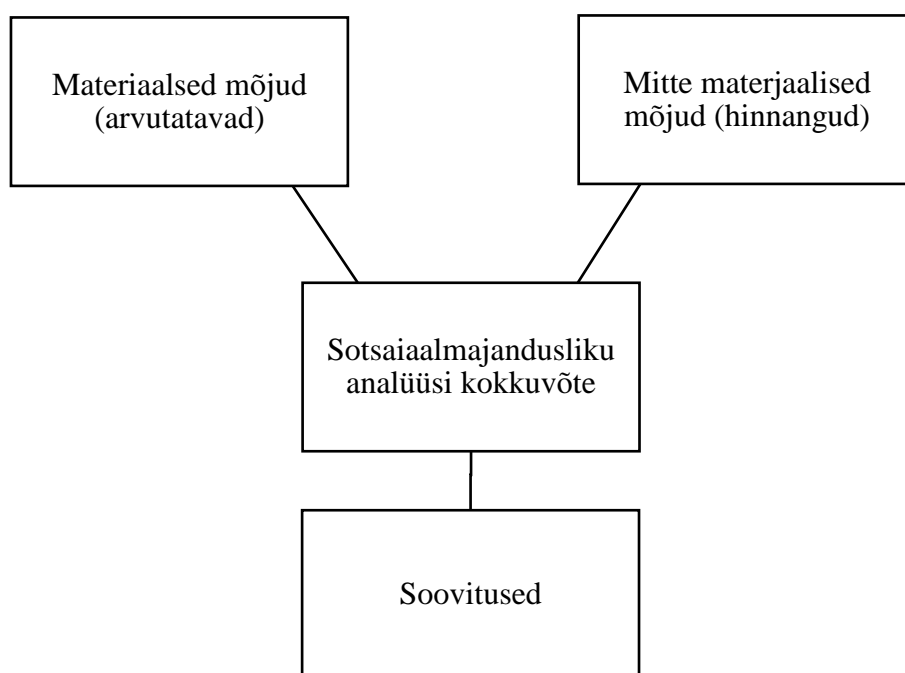 Materiaalsed mõjud
(arvutatavad)
Mitte materjaalised
mõjud (hinnangud)
Sotsaiaalmajandusliku
analüüsi kokkuvõte
Soovitused